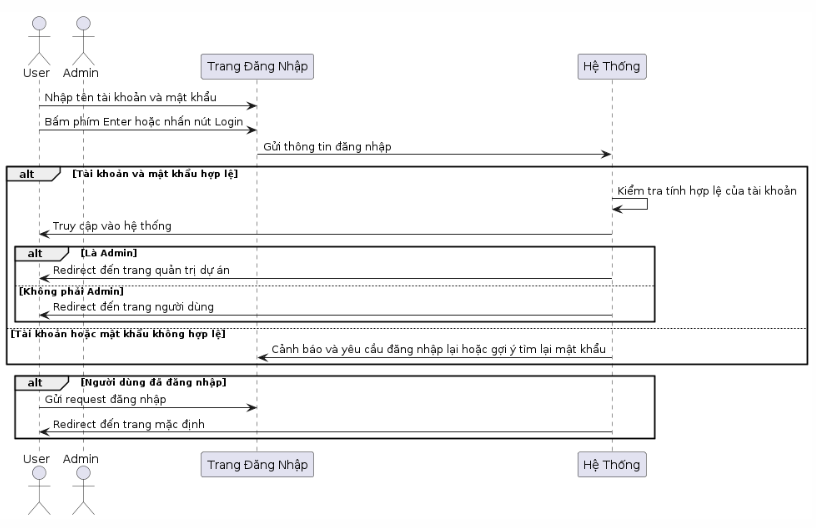 User Admin Trang Đăng Nhập Hệ Thống
Nhập tên tài khoản và mật khẩu
Bấm phím Enter hoặc nhấn nút Login
Gửi thông tin đăng nhập
alt [Tài khoản và mật khẩu hợp lệ]
Kiểm tra tính hợp lệ của tài khoản
Truy cập vào hệ thống
alt [Là Admin]
Redirect đến trang quản trị dự án
[Không phải Admin]
Redirect đến trang người dùng
[Tài khoản hoặc mật khẩu không hợp lệ]
Cảnh báo và yêu cầu đăng nhập lại hoặc gợi ý tìm lại mật khẩu
alt [Người dùng đã đăng nhập]
Gửi request đăng nhập
Redirect đến trang mặc định
User Admin Trang Đăng Nhập Hệ Thống